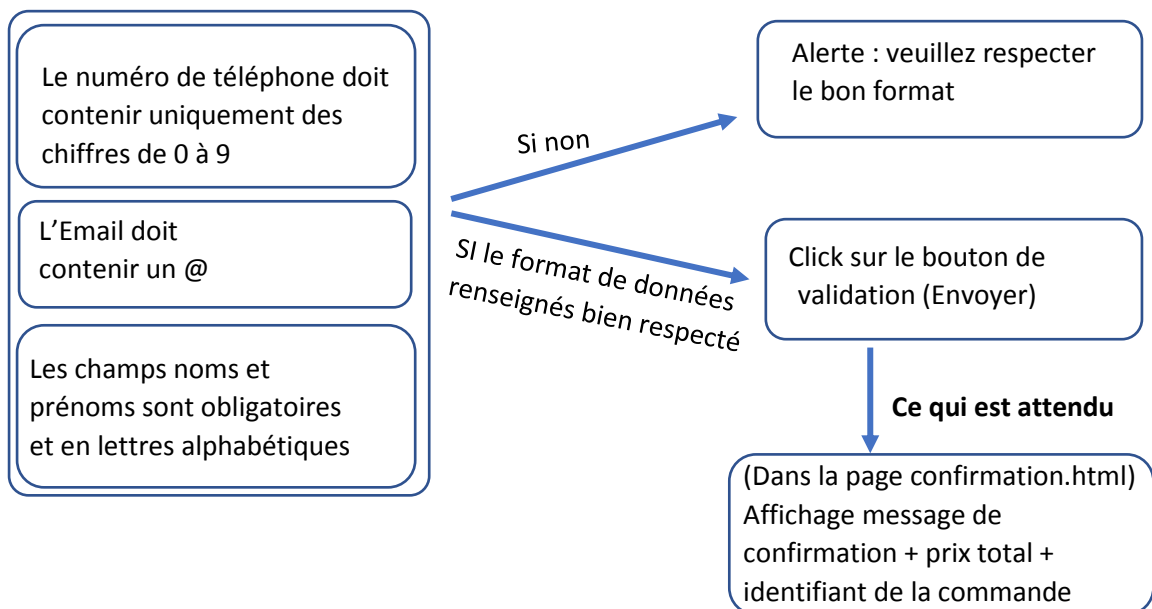 Le numéro de téléphone doit
contenir uniquement des
chiffres de 0 à 9
L'Email doit
contenir un @
Les champs noms et
prénoms sont obligatoires
et en lettres alphabétiques
Si non
SI le format de données
renseignés bien respecté
Alerte : veuillez respecter
le bon format
Click sur le bouton de
validation (Envoyer)
Ce qui est attendu
(Dans la page confirmation.html)
Affichage message de
confirmation + prix total +
identifiant de la commande